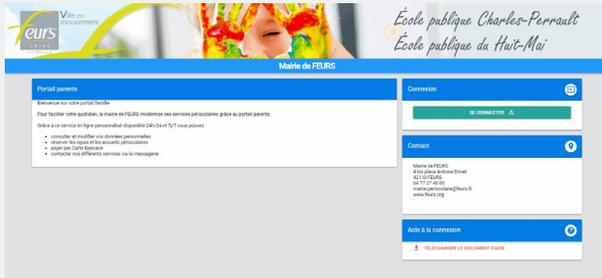 Ville en
mouvement
feurs
LOIRE
École publique Charles-Perrault
École publique du Huit-Mai
Mairie de FEURS
Portail parents
Bienvenue sur votre portail famille
Pour faciliter votre quotidien, la mairie de FEURS modernise ses services périscolaires grâce au portail parents.
Grâce à ce service en ligne personnalisé disponible 24h/24 et 7j/7 vous pouvez :
consulter et modifier vos données personnelles
réserver les repas et les accueils périscolaires
payer par Carte Bancaire
contacter nos différents services via la messagerie
Connexion
SE CONNECTER
Contact
Mairie de FEURS
4 bis place Antoine Drivet
42110 FEURS
04 77 27 40 00
mairie.periscolaire@feurs.fr
www.feurs.org
Aide à la connexion
TÉLÉCHARGER LE DOCUMENT D'AIDE